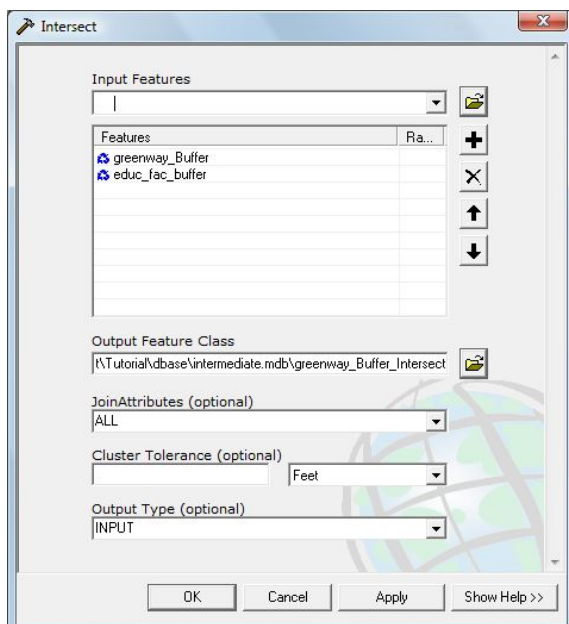 Intersect
Input Features
Features Ra...
greenway_Buffer
educ_fac_buffer
Output Feature Class
t\Tutorial\dbase\intermediate.mdb\greenway_Buffer_Intersect
JoinAttributes (optional)
ALL
Cluster Tolerance (optional)
Feet
Output Type (optional)
INPUT
OK Cancel Apply Show Help >>